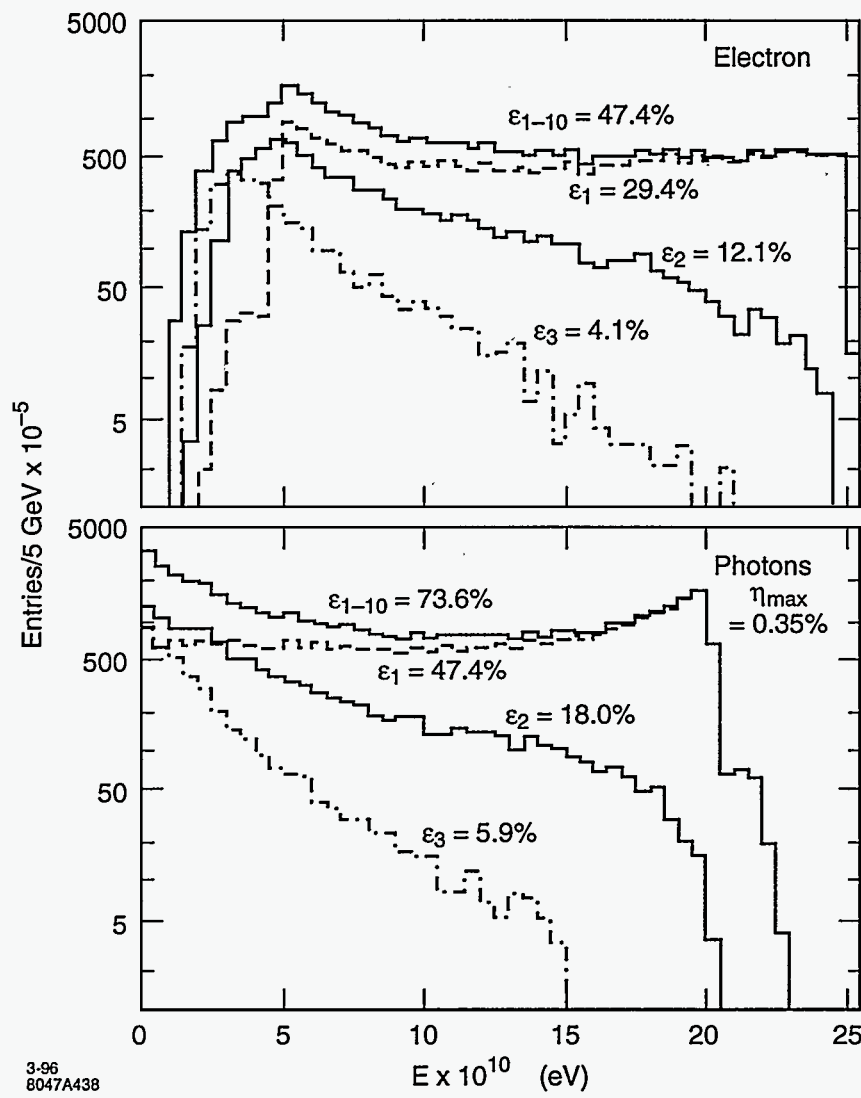 5000
Electron
ε1–10 = 47.4%
500
ε1 = 29.4%
ε2 = 12.1%
50
ε3 = 4.1%
5
Entries/5 GeV x 10–5
5000
Photons
ηmax
= 0.35%
ε1–10 = 73.6%
500
ε1 = 47.4%
ε2 = 18.0%
50
ε3 = 5.9%
5
0 5 10 15 20 25
E x 1010 (eV)
3-96
8047A438